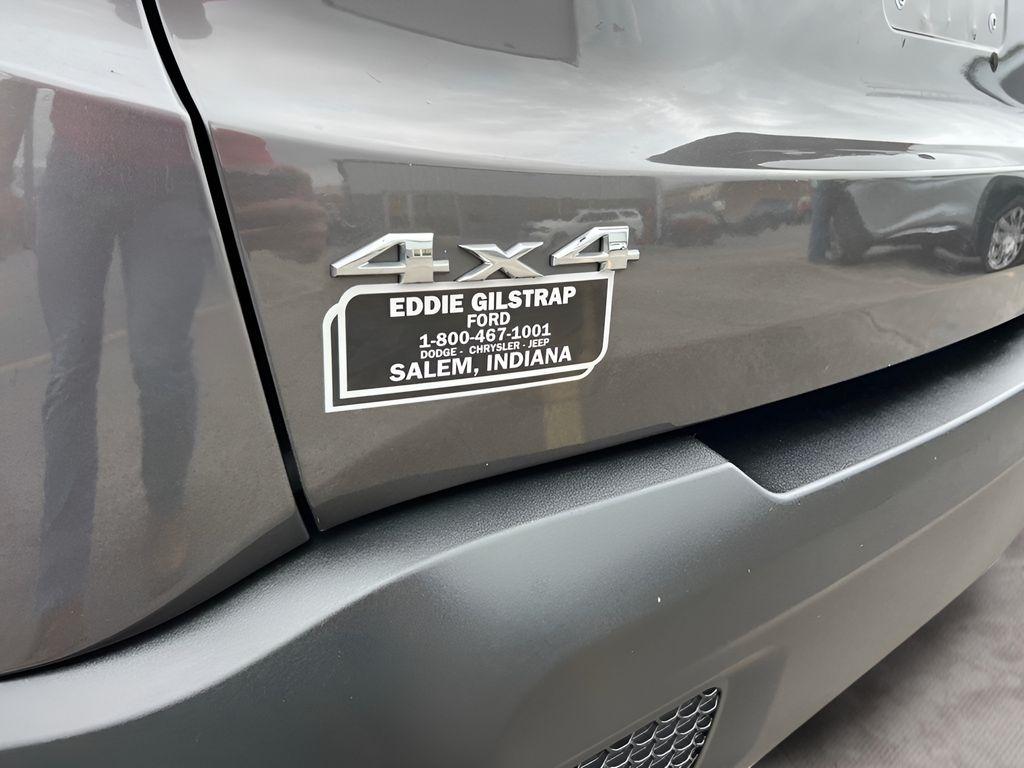 4x4
EDDIE GILSTRAP
FORD
1-800-467-1001
DODGE - CHRYSLER - JEEP
SALEM, INDIANA